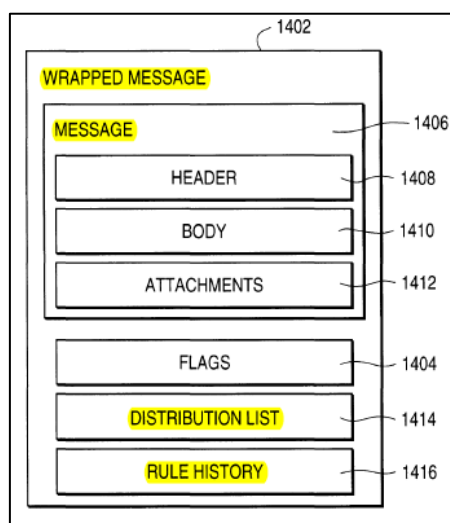 1402
WRAPPED MESSAGE
MESSAGE
1406
HEADER
1408
BODY
1410
ATTACHMENTS
1412
FLAGS
1404
DISTRIBUTION LIST
1414
RULE HISTORY
1416